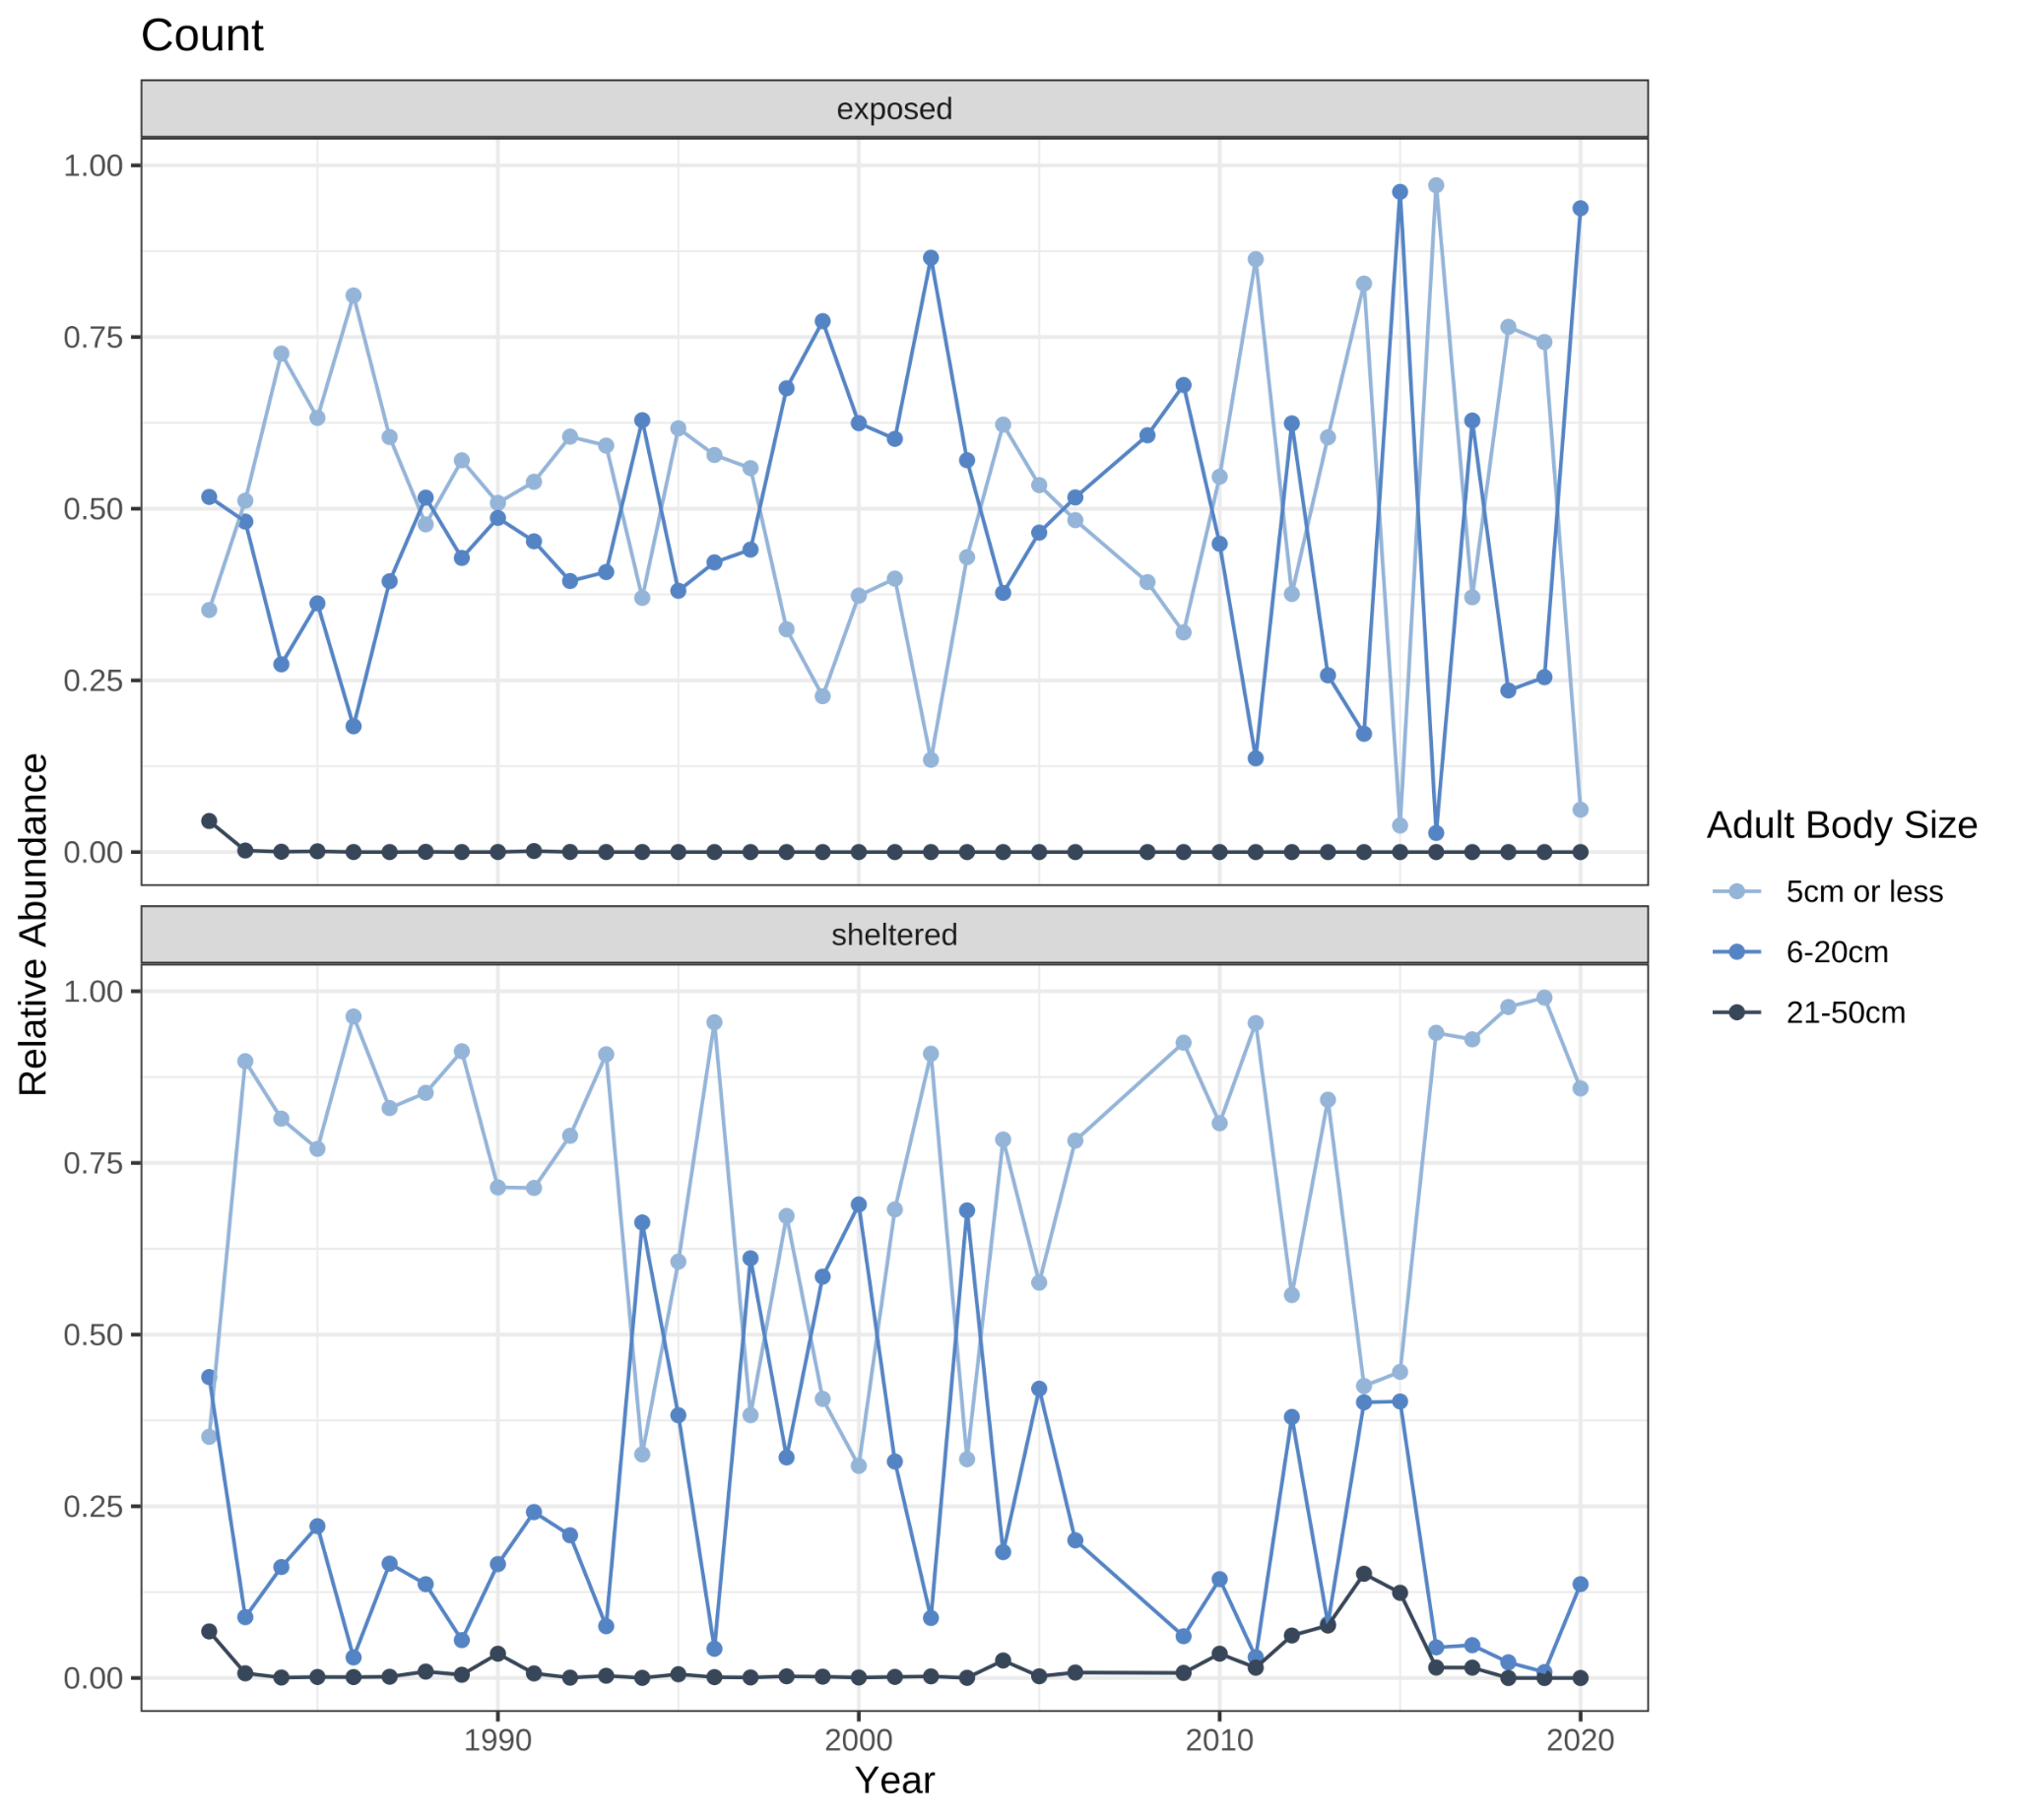 Count
exposed
1.00
0.75
0.50
0.25
0.00
sheltered
1.00
0.75
0.50
0.25
0.00
1990 2000 2010 2020
Year
Relative Abundance
Adult Body Size
5cm or less
6-20cm
21-50cm